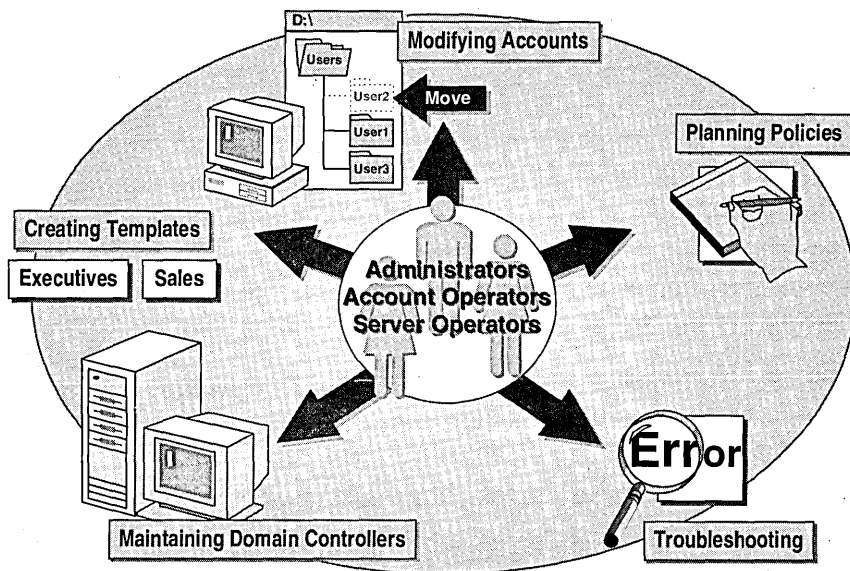 D:\
Modifying Accounts
Users
User2
Move
User1
User3
Planning Policies
Creating Templates
Executives
Sales
Administrators
Account Operators
Server Operators
Error
Maintaining Domain Controllers
Troubleshooting